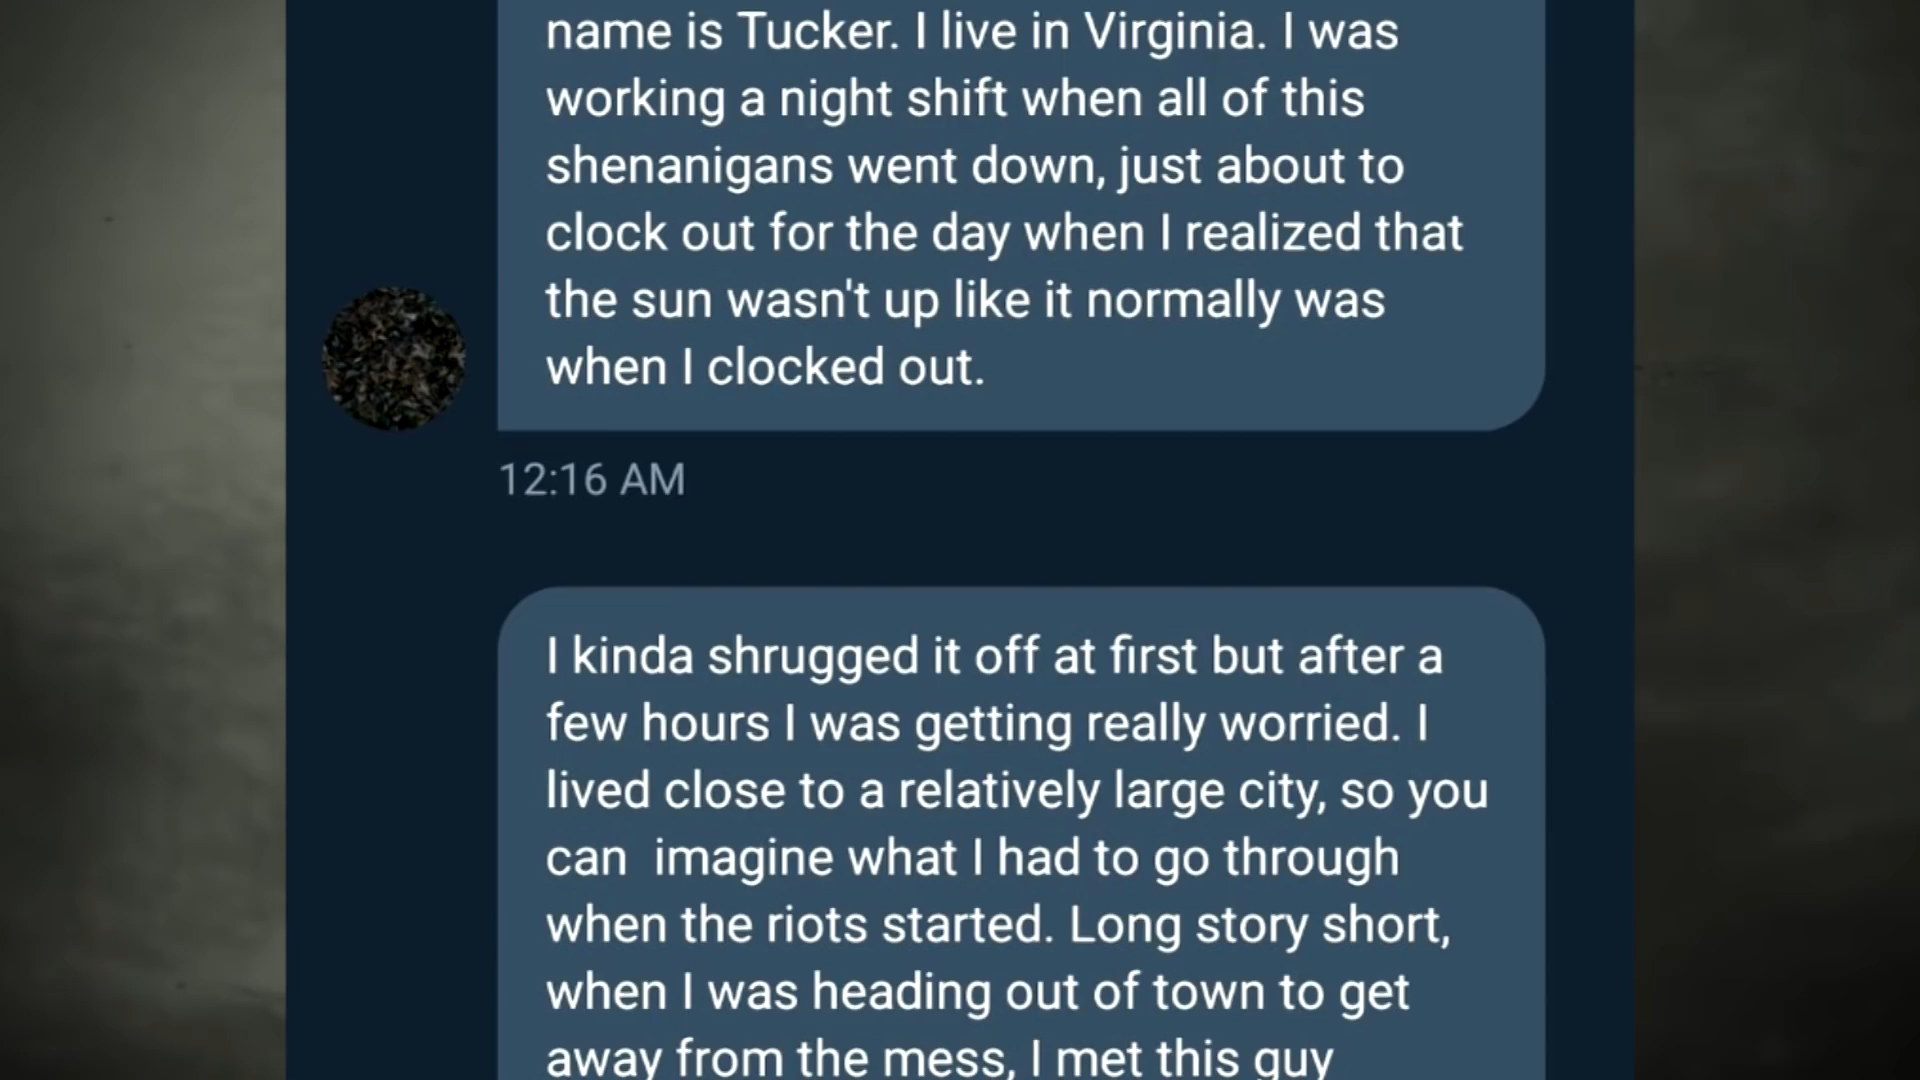 name is Tucker. I live in Virginia. I was
working a night shift when all of this
shenanigans went down, just about to
clock out for the day when I realized that
the sun wasn't up like it normally was
when I clocked out.
12:16 AM
I kinda shrugged it off at first but after a
few hours I was getting really worried. I
lived close to a relatively large city, so you
can  imagine what I had to go through
when the riots started. Long story short,
when I was heading out of town to get
away from the mess, I met this guy